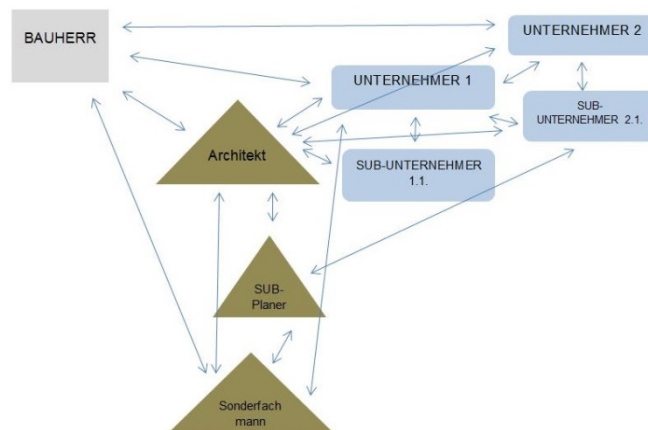 BAUHERR
UNTERNEHMER 2
UNTERNEHMER 1
SUB-
UNTERNEHMER 2.1.
Architekt
SUB-UNTERNEHMER
1.1.
SUB-
Planer
Sonderfach
mann